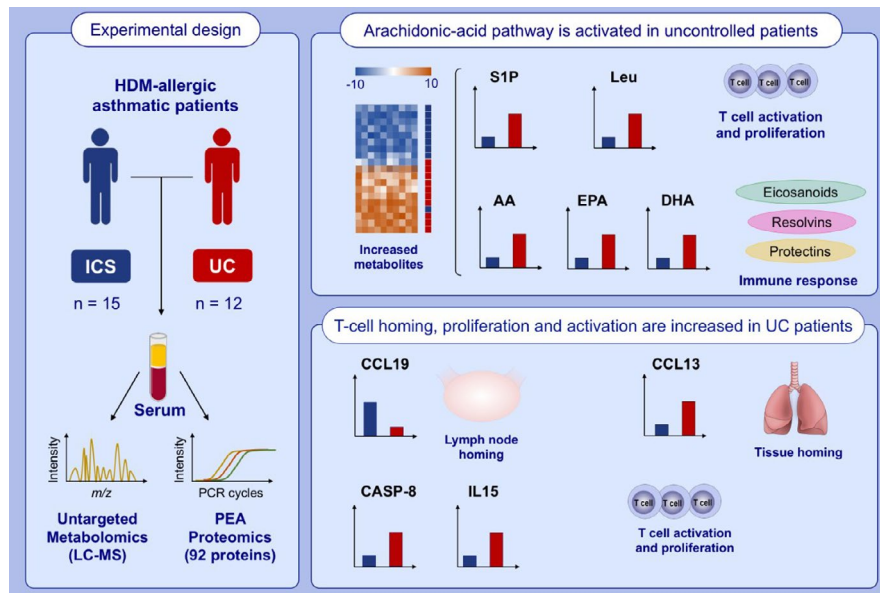 Experimental design
HDM-allergic
asthmatic patients
ICS
UC
n = 15
n = 12
Serum
Intensity
m/z
Intensity
PCR cycles
Untargeted
Metabolomics
(LC-MS)
PEA
Proteomics
(92 proteins)
Arachidonic-acid pathway is activated in uncontrolled patients
-10
10
Increased
metabolites
S1P
Leu
T cell
T cell
T cell
T cell activation
and proliferation
AA
EPA
DHA
Eicosanoids
Resolvins
Protectins
Immune response
T-cell homing, proliferation and activation are increased in UC patients
CCL19
Lymph node
homing
CCL13
Tissue homing
CASP-8
IL15
T cell
T cell
T cell
T cell activation
and proliferation